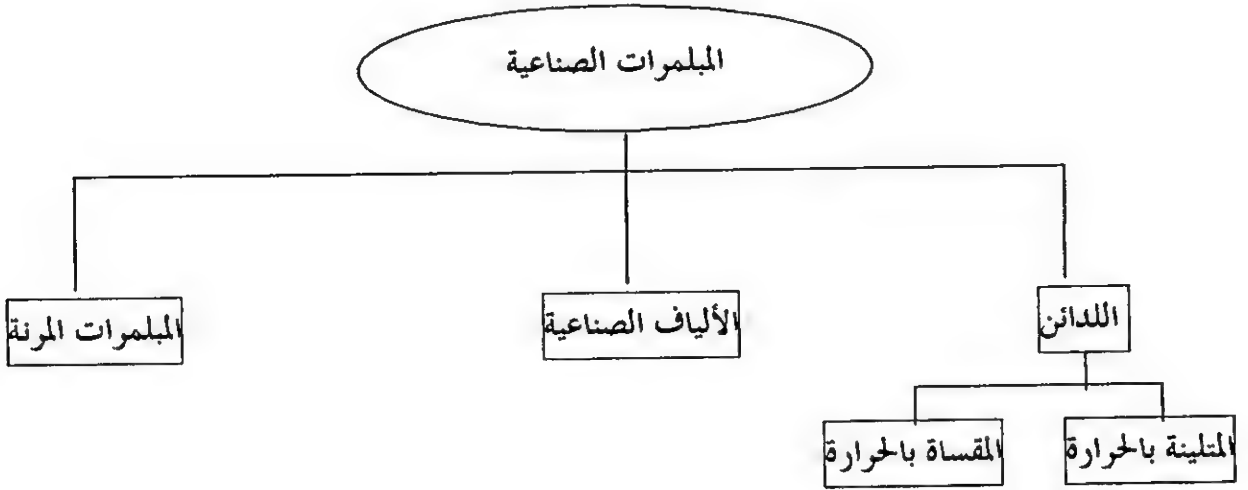 المبلمرات الصناعية
اللدائن
الألياف الصناعية
المبلمرات المرنة
المتلينة بالحرارة
المقساة بالحرارة